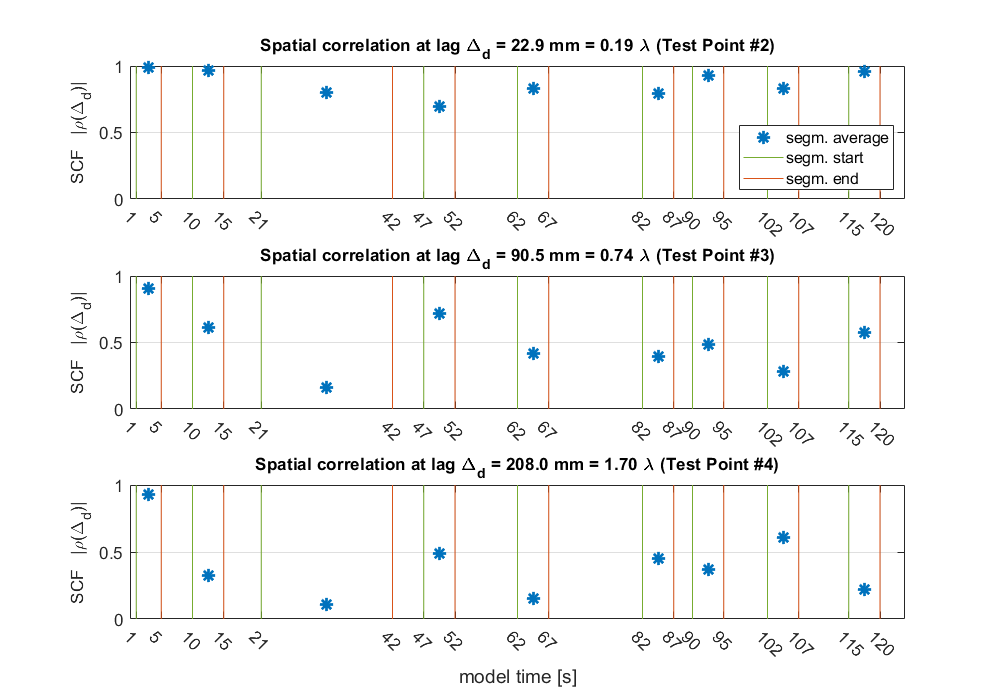 Spatial correlation at lag Δd = 22.9 mm = 0.19 λ (Test Point #2)
SCF |ρ(Δd)|
1
0.5
0
segm. average
segm. start
segm. end
1 5 10 15 21 42 47 52 62 67 82 87 90 95 102 107 115 120
Spatial correlation at lag Δd = 90.5 mm = 0.74 λ (Test Point #3)
SCF |ρ(Δd)|
1
0.5
0
1 5 10 15 21 42 47 52 62 67 82 87 90 95 102 107 115 120
Spatial correlation at lag Δd = 208.0 mm = 1.70 λ (Test Point #4)
SCF |ρ(Δd)|
1
0.5
0
1 5 10 15 21 42 47 52 62 67 82 87 90 95 102 107 115 120
model time [s]